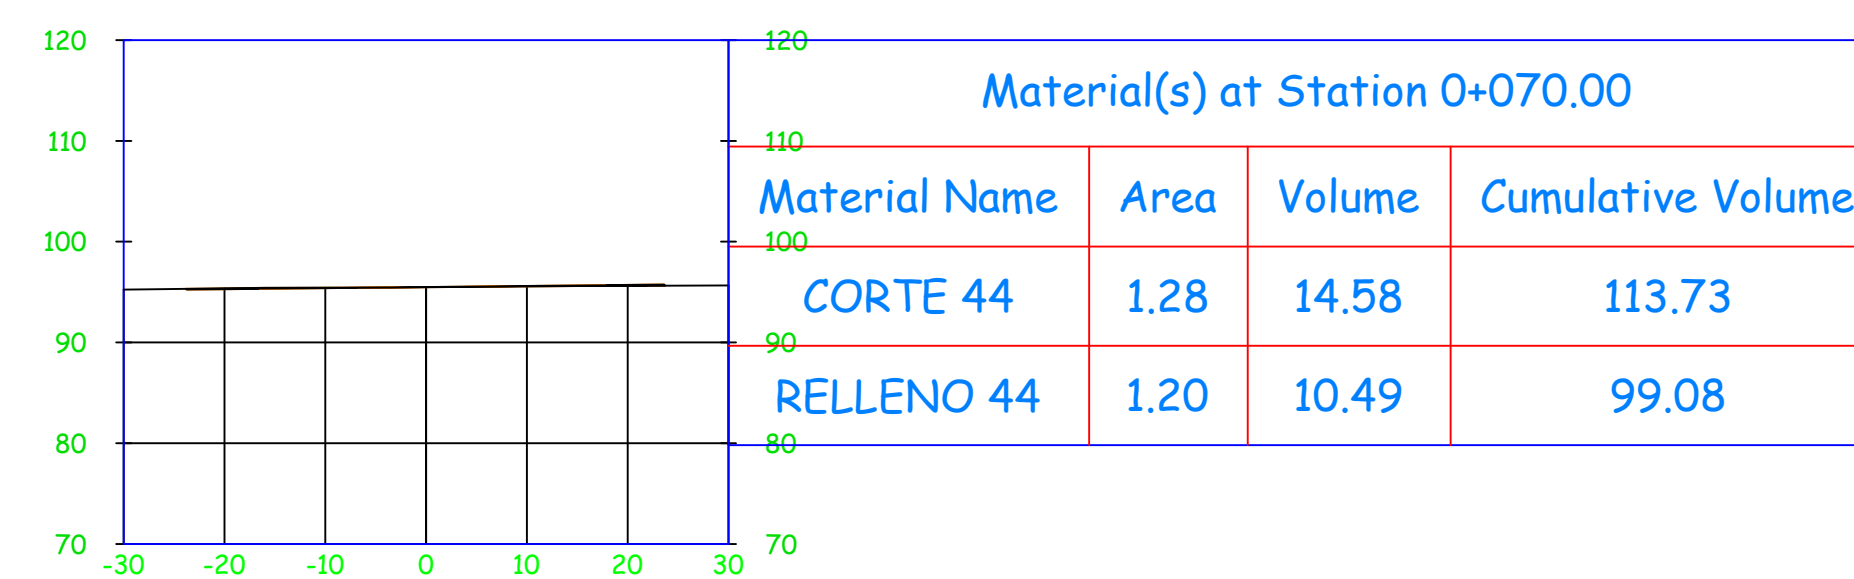 120 120
Material(s) at Station 0+070.00
110 110
Material Name Area Volume Cumulative Volume
100 100
CORTE 44 1.28 14.58 113.73
90 90
RELLENO 44 1.20 10.49 99.08
80 80
70 70
-30 -20 -10 0 10 20 30